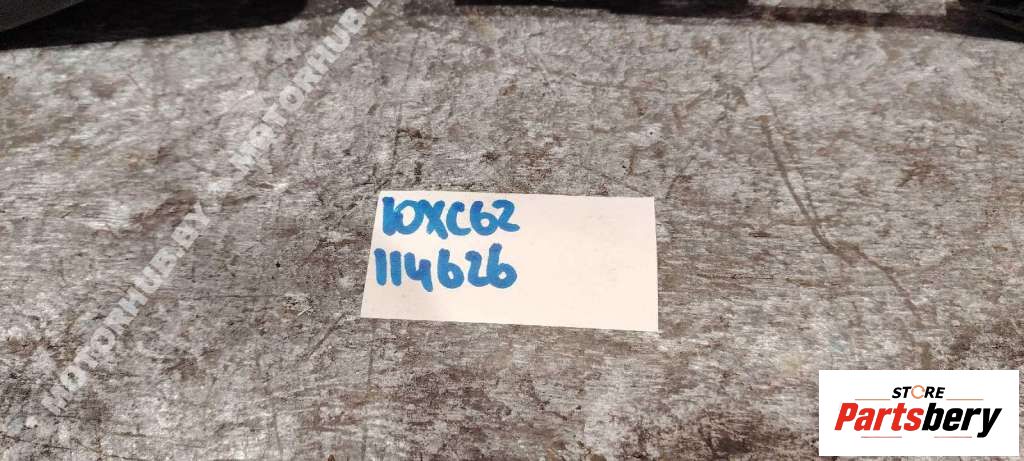 MOTORHUB.BY - MOTORHUB.BY
10XC62
114626
STORE
Partsbery